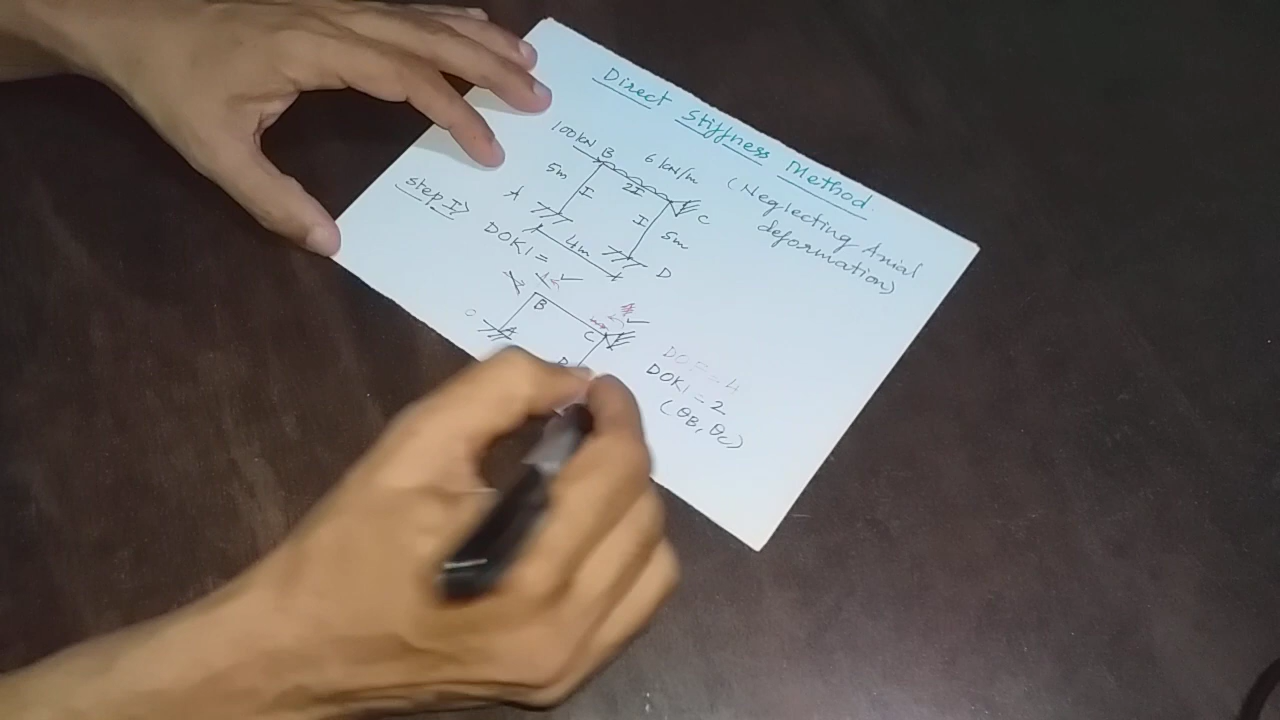 Direct Stiffness Method.
(Neglecting Axial
deformation)
100kN B 6 kN/m
5m I 2I
A I 5m C
4m D
Step I>
DOKI =
B
A C
D
DOF = 4
DOKI = 2
(θB, θC)